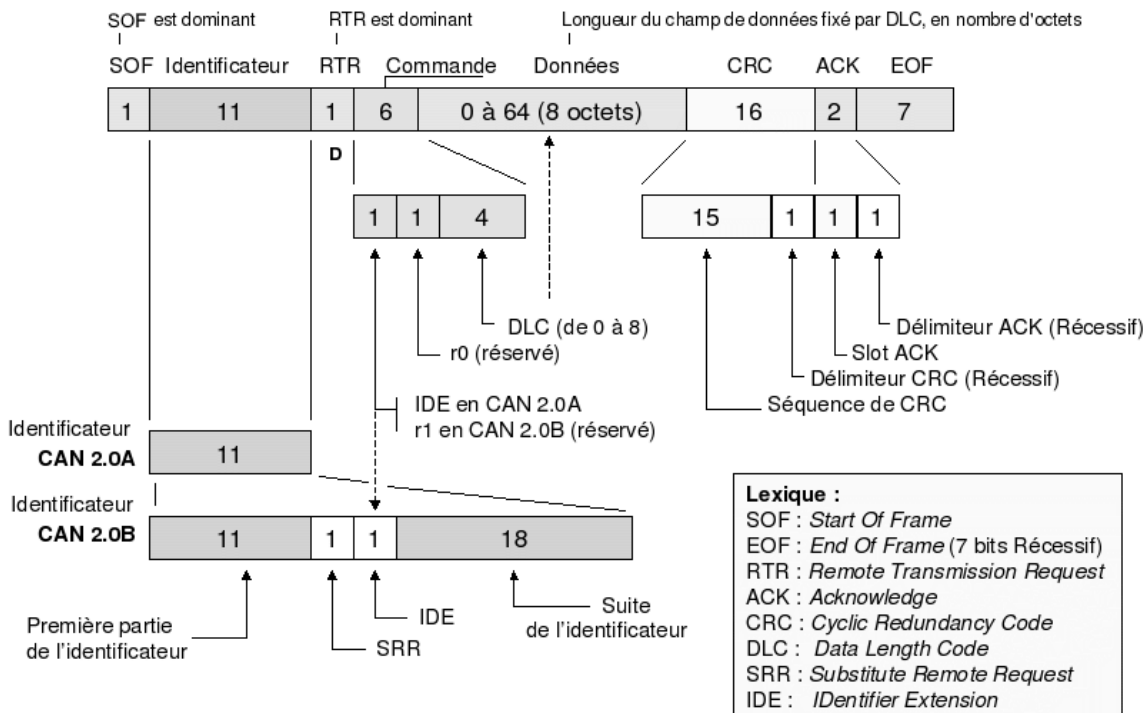 SOF est dominant
RTR est dominant
Longueur du champ de données fixé par DLC, en nombre d'octets
SOF Identificateur RTR Commande Données CRC ACK EOF
1 11 1 6 0 à 64 (8 octets) 16 2 7
D
1 1 4
15 1 1 1
DLC (de 0 à 8)
r0 (réservé)
IDE en CAN 2.0A
r1 en CAN 2.0B (réservé)
Délimiteur ACK (Récessif)
Slot ACK
Délimiteur CRC (Récessif)
Séquence de CRC
Identificateur
CAN 2.0A
11
Identificateur
CAN 2.0B
11 1 1 18
Première partie
de l'identificateur
SRR
IDE
Suite
de l'identificateur
Lexique :
SOF : Start Of Frame
EOF : End Of Frame (7 bits Récessif)
RTR : Remote Transmission Request
ACK : Acknowledge
CRC : Cyclic Redundancy Code
DLC : Data Length Code
SRR : Substitute Remote Request
IDE : IDentifier Extension